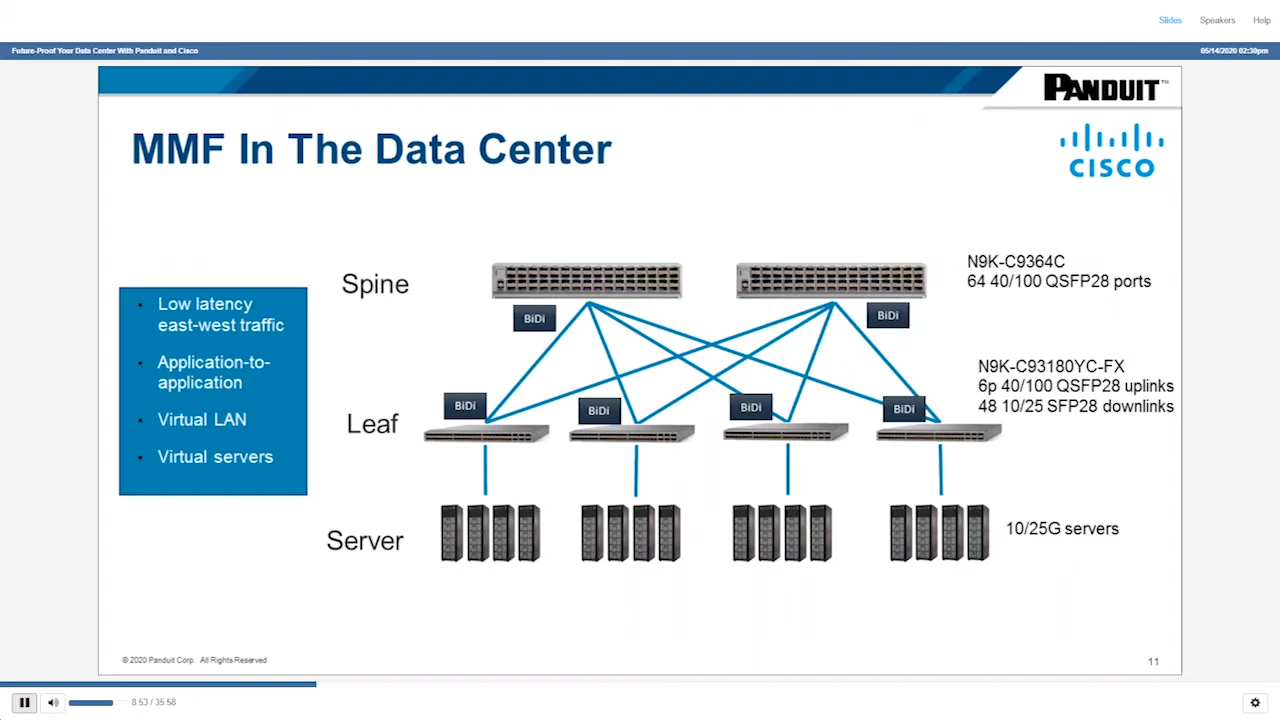 Slides Speakers Help
Future-Proof Your Data Center With Panduit and Cisco
05/14/2020 02:30pm
PANDUIT™
CISCO
MMF In The Data Center
• Low latency
east-west traffic
• Application-to-
application
• Virtual LAN
• Virtual servers
Spine
BiDi
BiDi
N9K-C9364C
64 40/100 QSFP28 ports
Leaf
BiDi
BiDi
BiDi
BiDi
N9K-C93180YC-FX
6p 40/100 QSFP28 uplinks
48 10/25 SFP28 downlinks
Server
10/25G servers
© 2020 Panduit Corp. All Rights Reserved
11
8:53 / 35:58